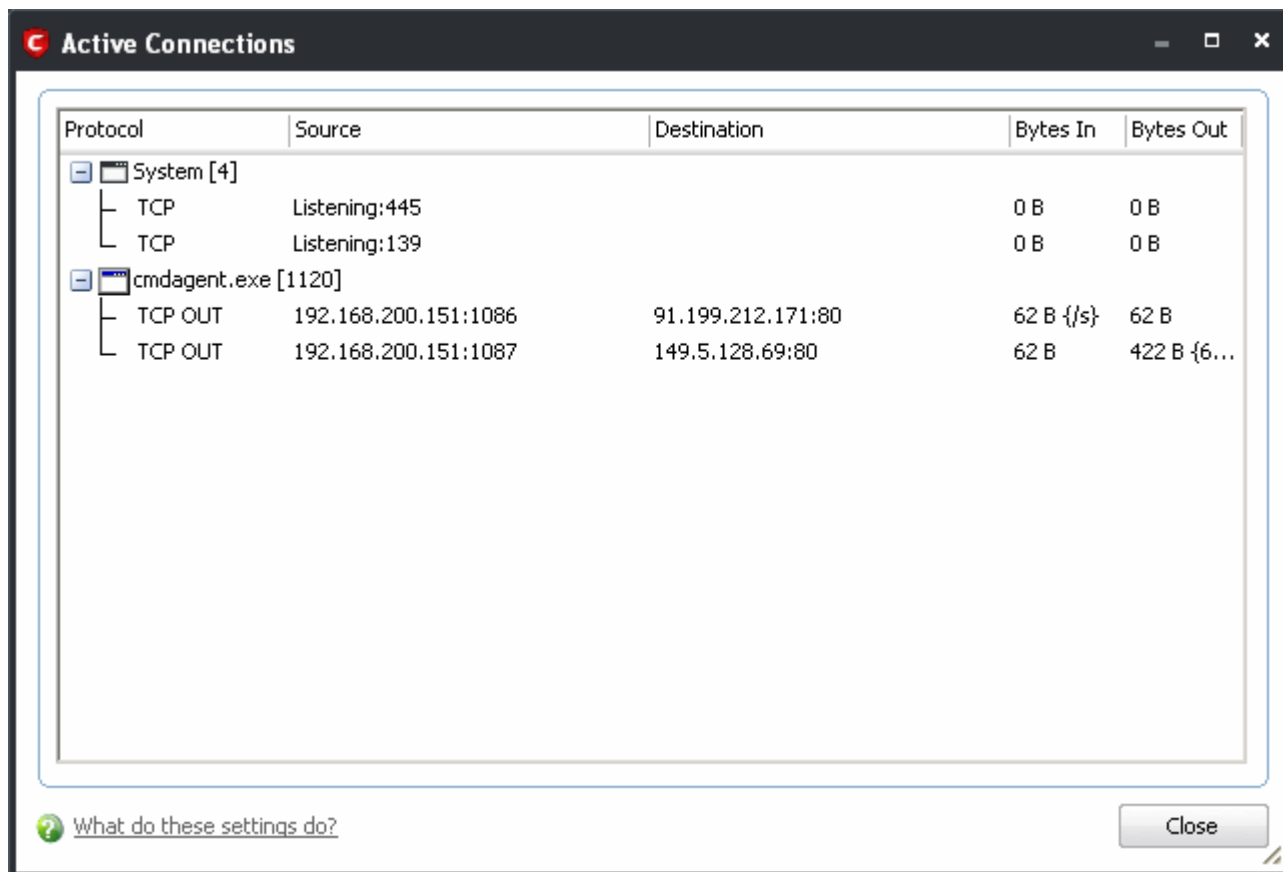 Active Connections
Protocol Source Destination Bytes In Bytes Out
System [4]
TCP Listening:445 0 B 0 B
TCP Listening:139 0 B 0 B
cmdagent.exe [1120]
TCP OUT 192.168.200.151:1086 91.199.212.171:80 62 B {/s} 62 B
TCP OUT 192.168.200.151:1087 149.5.128.69:80 62 B 422 B {6...
What do these settings do?
Close